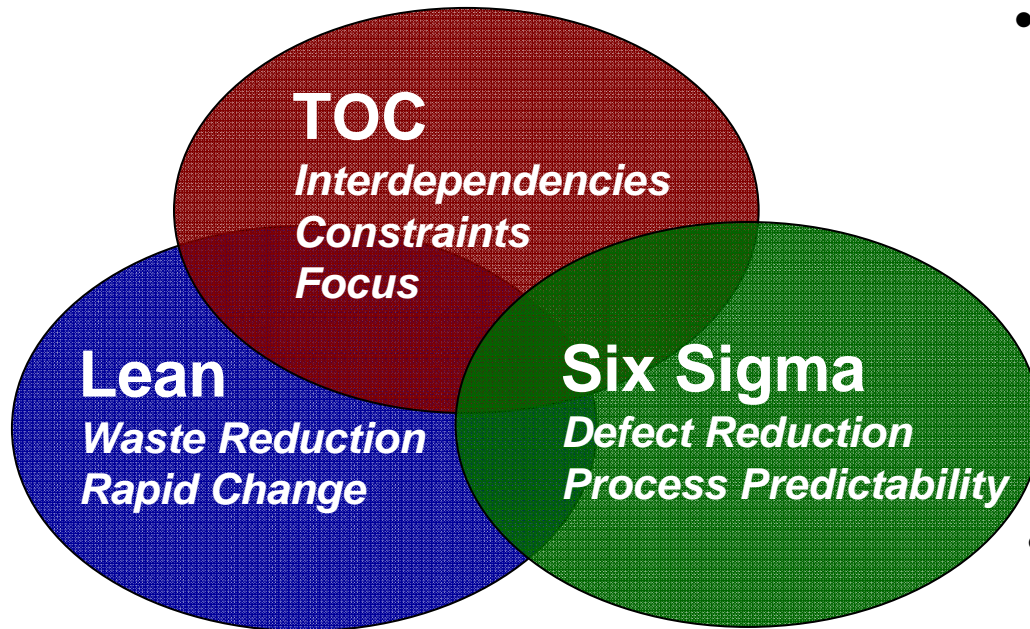 TOC
Interdependencies
Constraints
Focus
Lean
Waste Reduction
Rapid Change
Six Sigma
Defect Reduction
Process Predictability